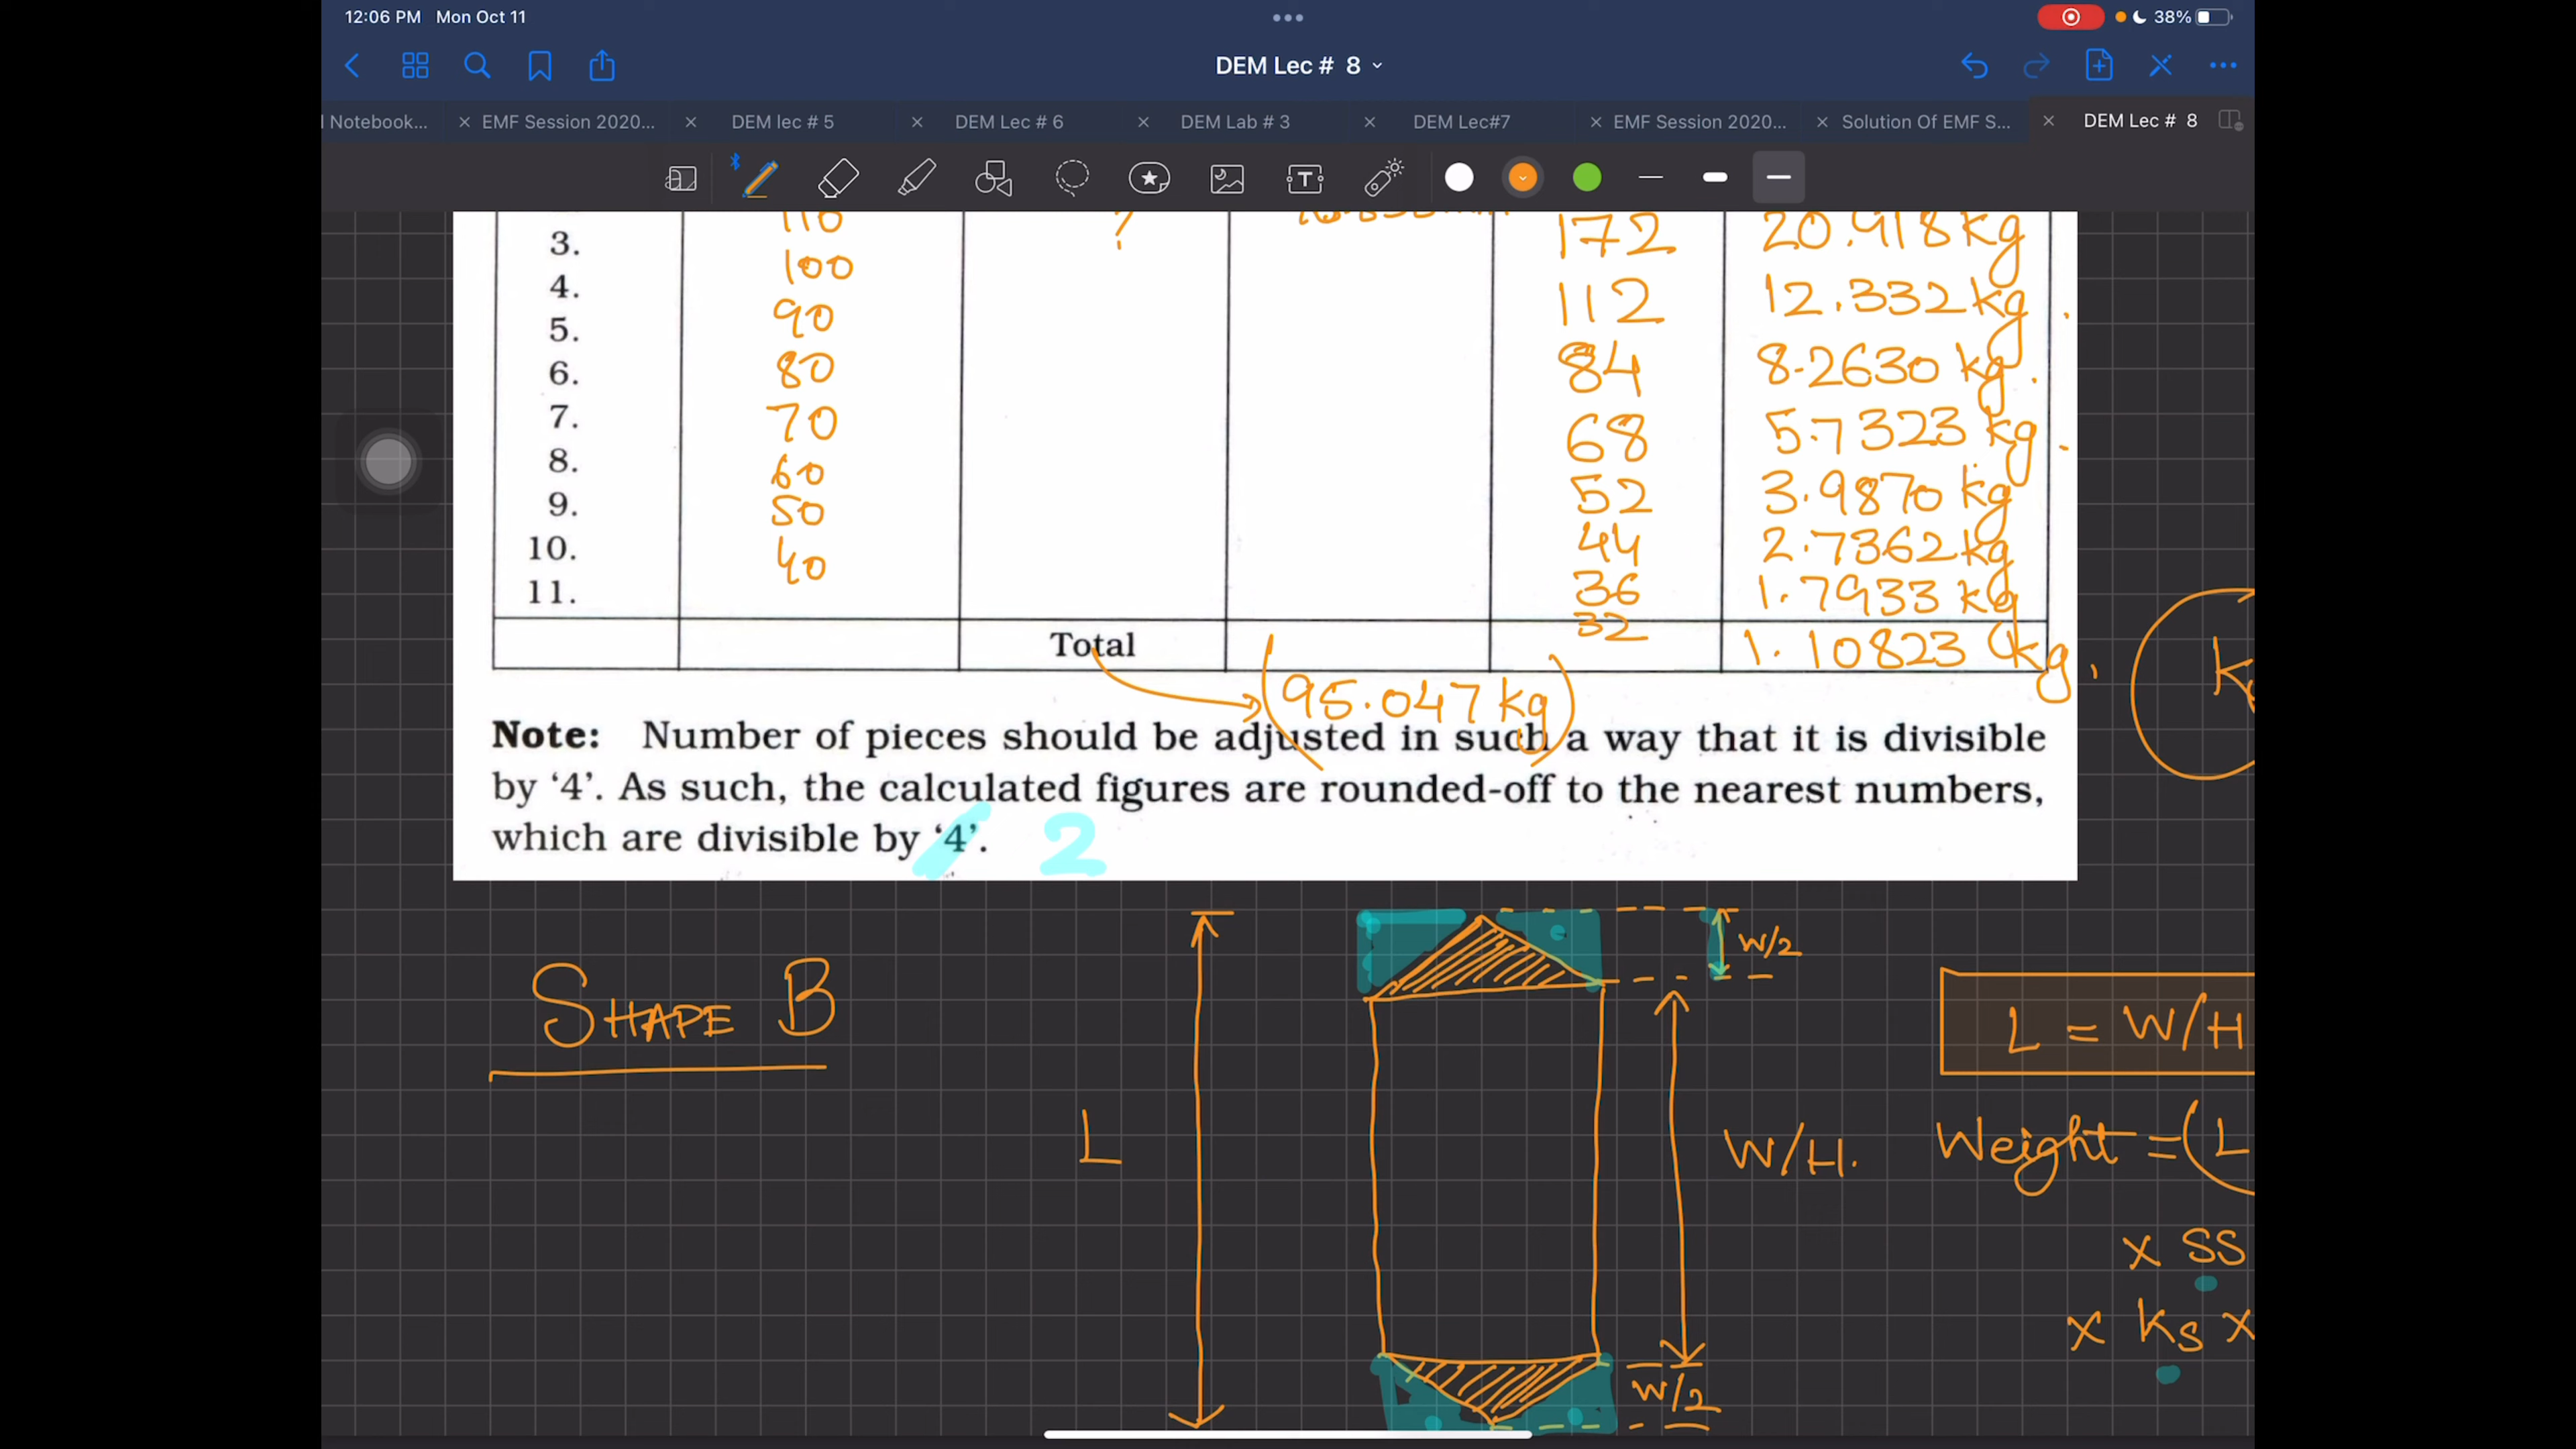 12:06 PM Mon Oct 11
38%
DEM Lec # 8
l Notebook...
EMF Session 2020...
DEM lec # 5
DEM Lec # 6
DEM Lab # 3
DEM Lec#7
EMF Session 2020...
Solution Of EMF S...
DEM Lec # 8
110 ? 172 20.918 kg
3.
100 112 12.332 kg.
4.
90
5.
80 84 8.2630 kg.
6.
70 68 5.7323 kg.
7.
60 52 3.9870 kg
8.
50 44 2.7362 kg
9.
40 36 1.7933 kg
10.
11.
32
Total 1.10823 kg.
(95.047 kg)
Note: Number of pieces should be adjusted in such a way that it is divisible
by ‘4’. As such, the calculated figures are rounded-off to the nearest numbers,
which are divisible by ‘4’. 2
W/2
SHAPE B
L = W/H
L
W/H.
Weight = (L
x SS
x Ks x
W/2